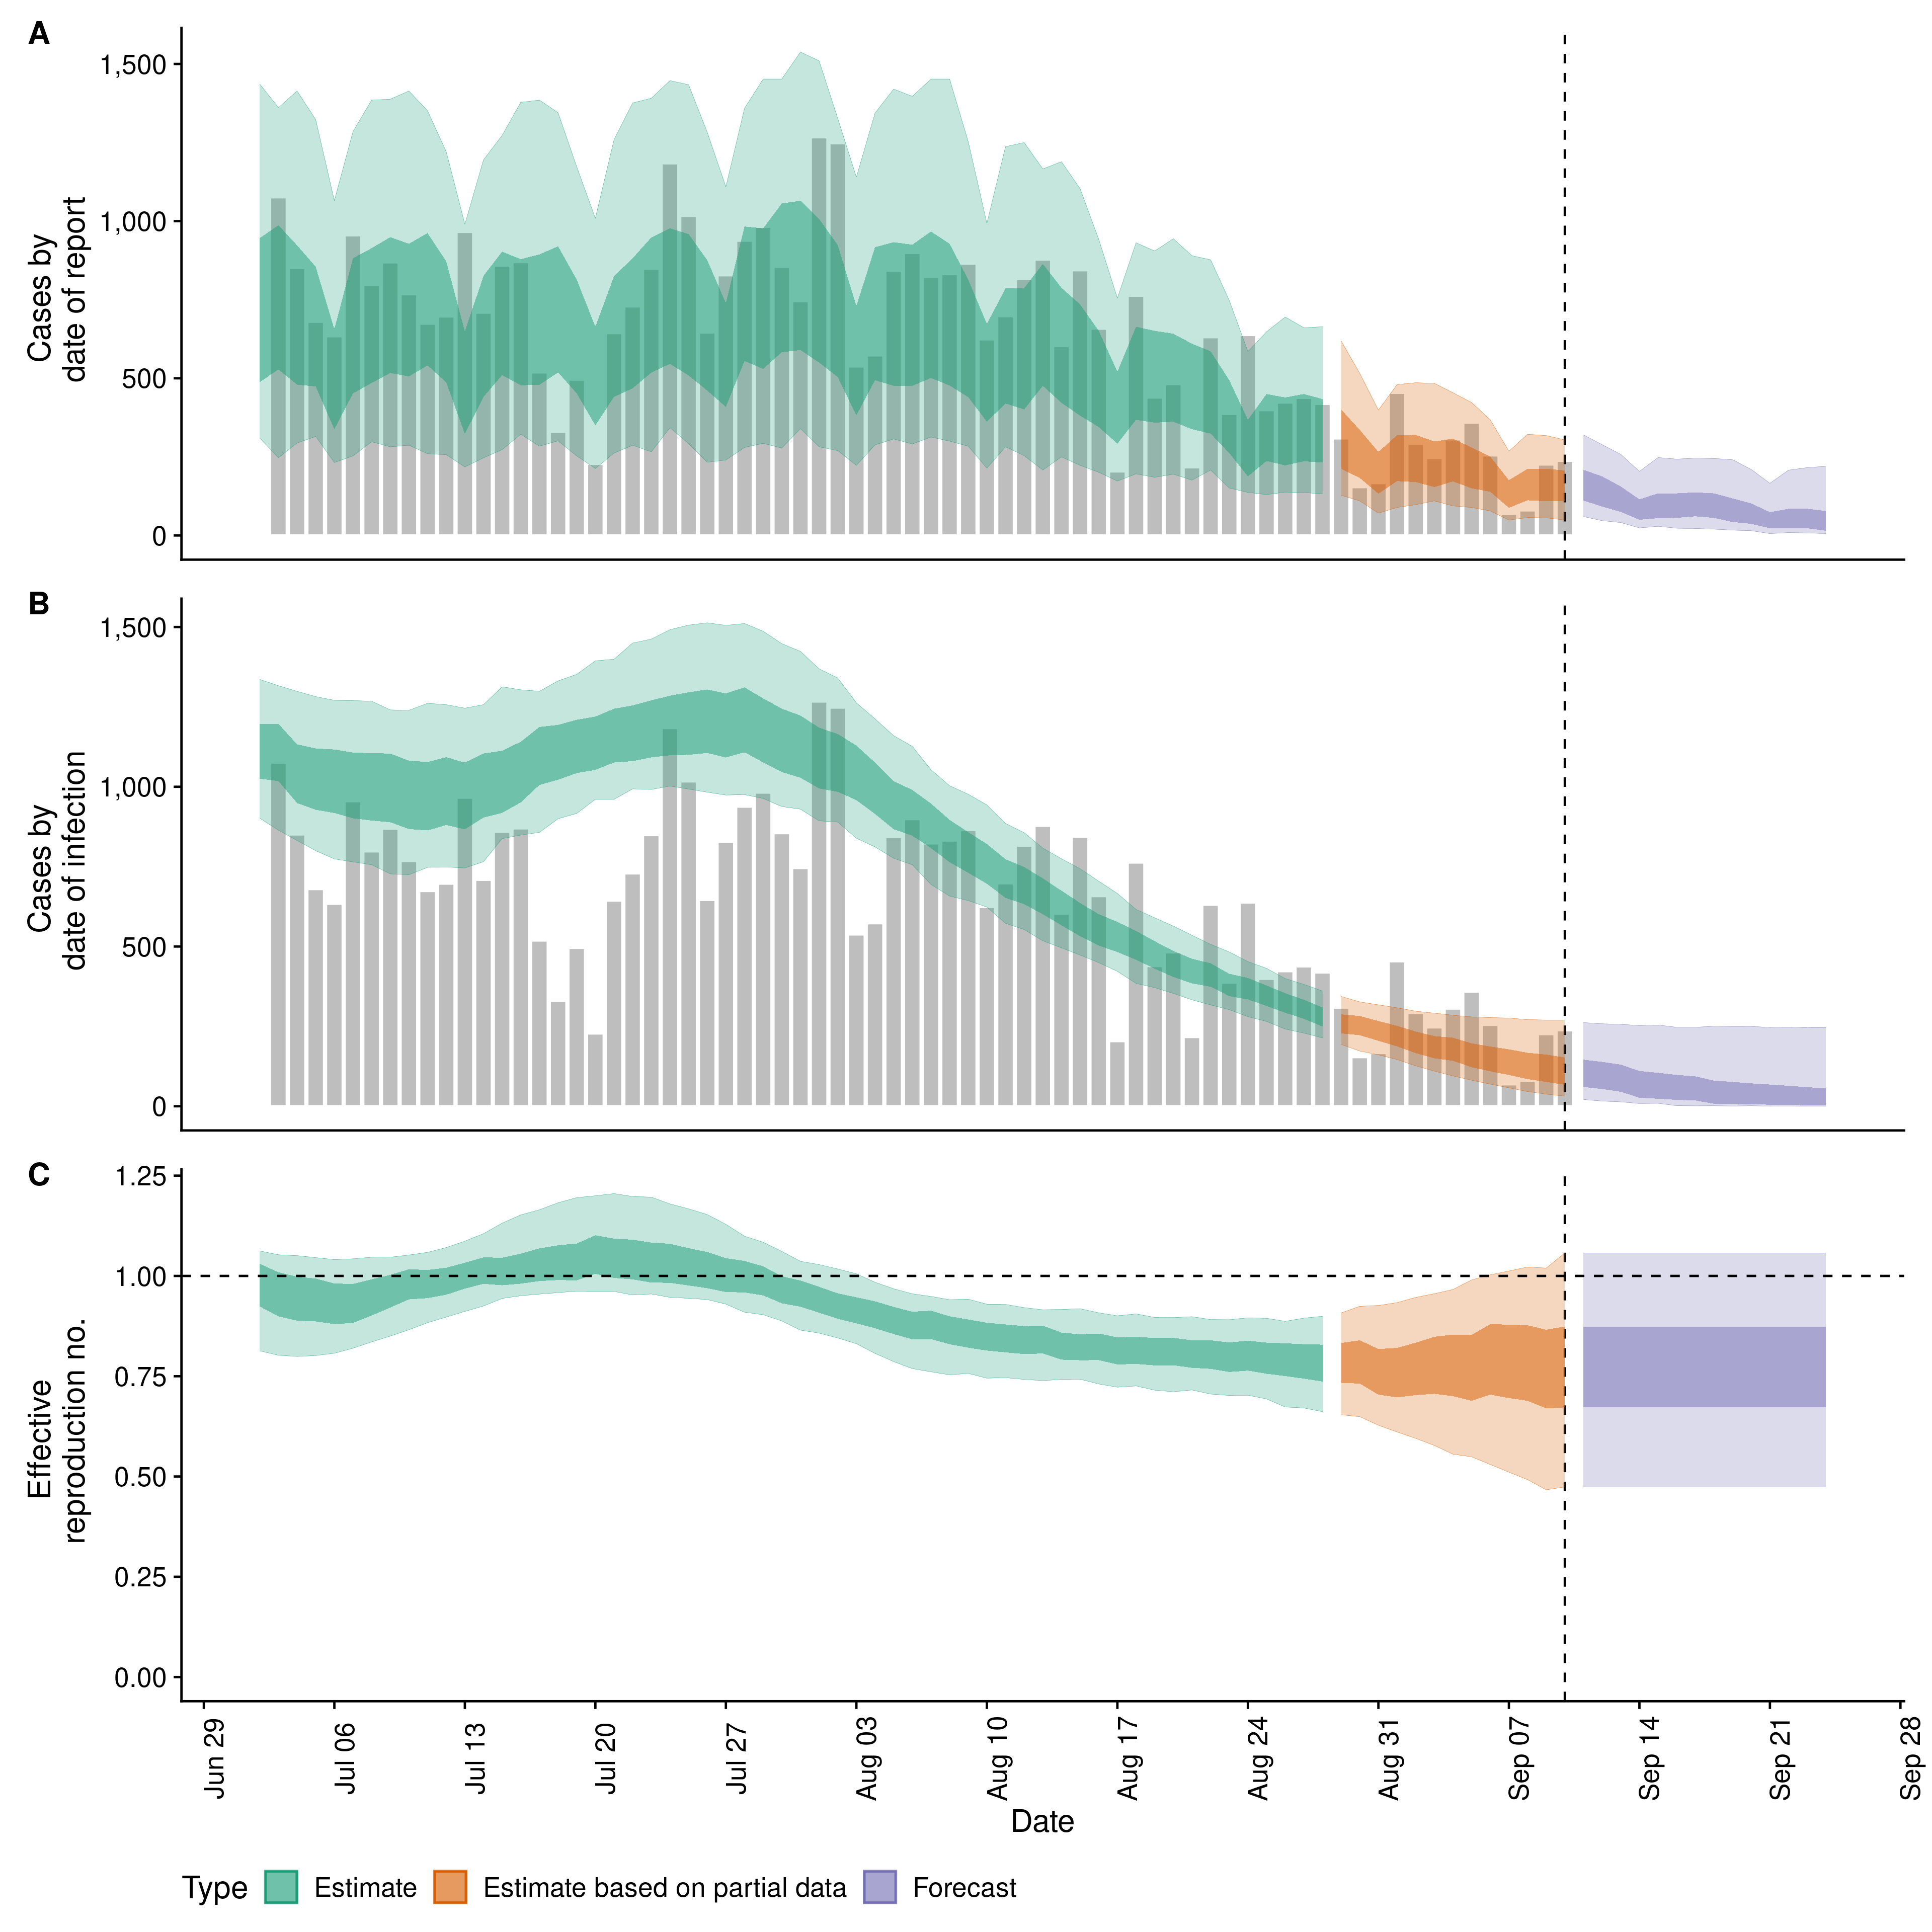 A
Cases by
date of report
1,500
1,000
500
0
B
Cases by
date of infection
1,500
1,000
500
0
C
Effective
reproduction no.
1.25
1.00
0.75
0.50
0.25
0.00
Jun 29
Jul 06
Jul 13
Jul 20
Jul 27
Aug 03
Aug 10
Aug 17
Aug 24
Aug 31
Sep 07
Sep 14
Sep 21
Sep 28
Date
Type Estimate Estimate based on partial data Forecast